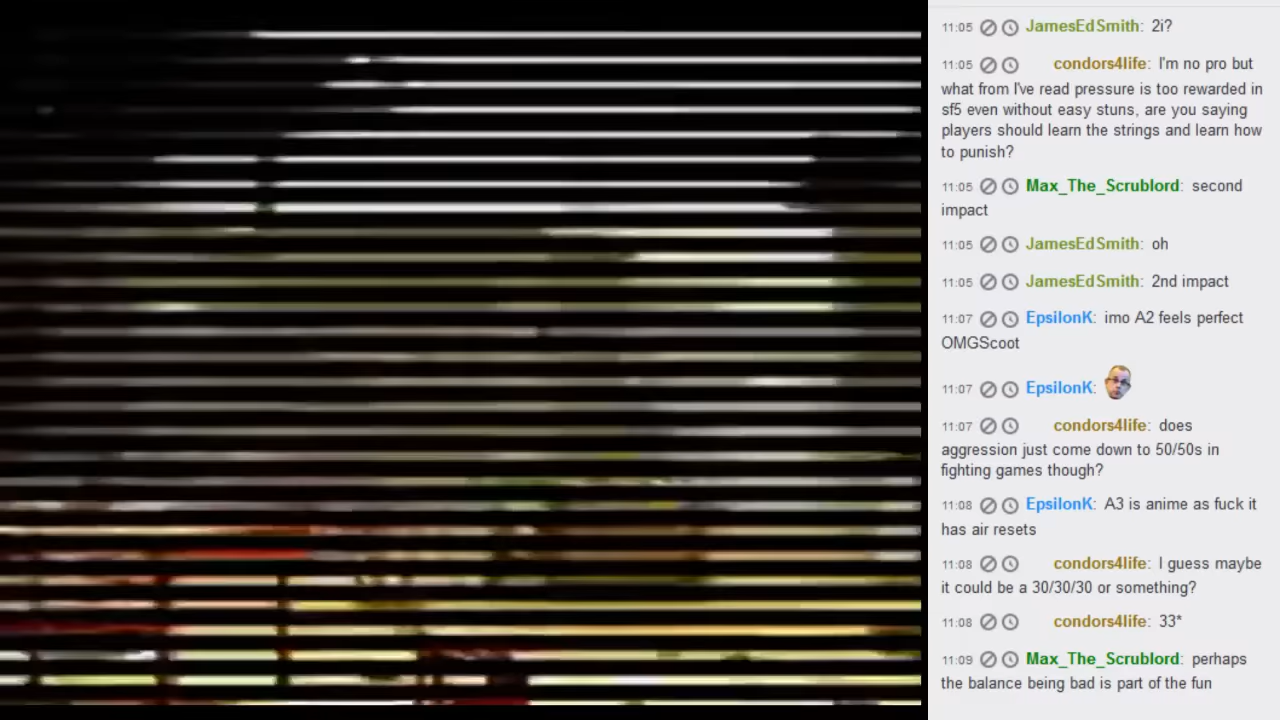 11:05 JamesEdSmith: 2i?
11:05 condors4life: I'm no pro but
what from I've read pressure is too rewarded in
sf5 even without easy stuns, are you saying
players should learn the strings and learn how
to punish?
11:05 Max_The_Scrublord: second
impact
11:05 JamesEdSmith: oh
11:05 JamesEdSmith: 2nd impact
11:07 EpsilonK: imo A2 feels perfect
OMGScoot
11:07 EpsilonK:
11:07 condors4life: does
aggression just come down to 50/50s in
fighting games though?
11:08 EpsilonK: A3 is anime as fuck it
has air resets
11:08 condors4life: I guess maybe
it could be a 30/30/30 or something?
11:08 condors4life: 33*
11:09 Max_The_Scrublord: perhaps
the balance being bad is part of the fun